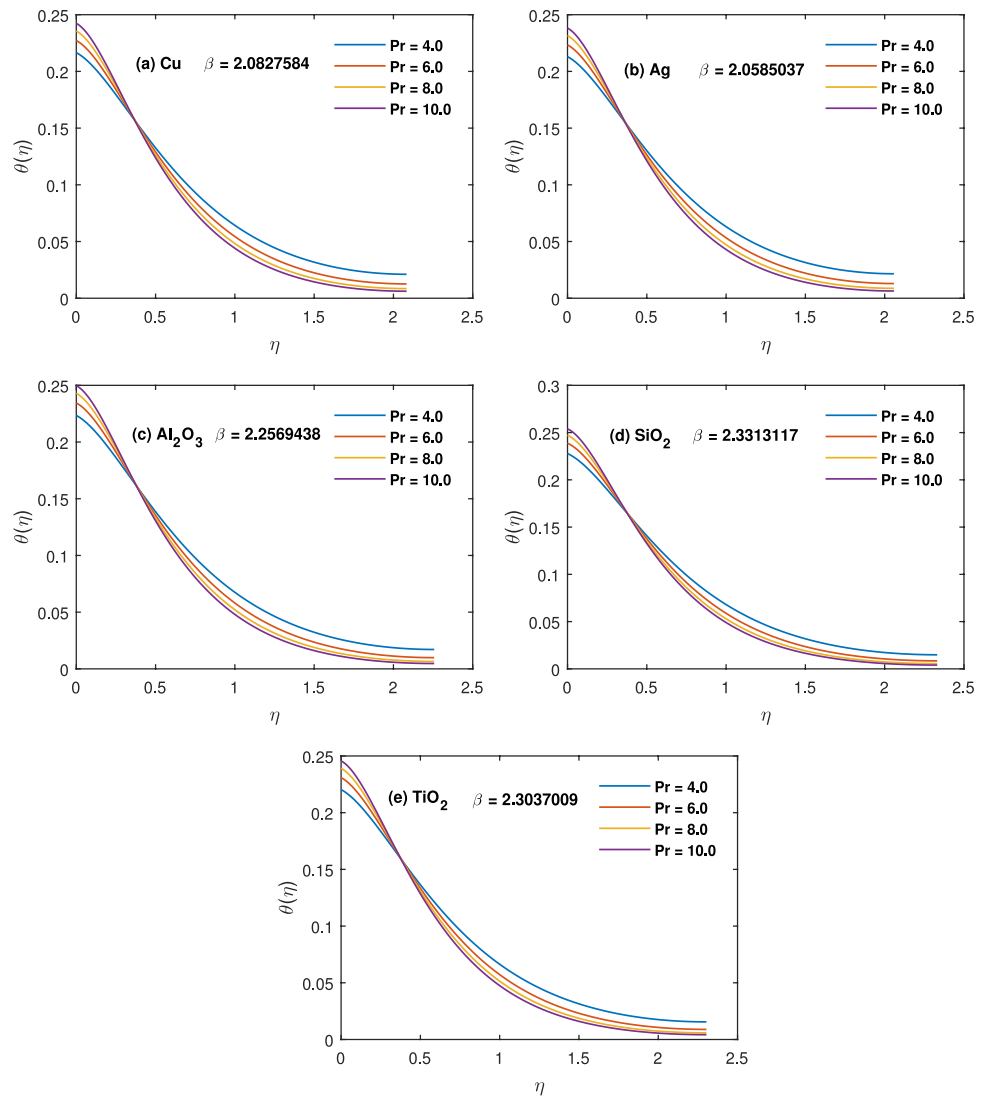 (a) Cu β = 2.0827584
Pr = 4.0
Pr = 6.0
Pr = 8.0
Pr = 10.0
0.25
0.2
0.15
0.1
0.05
0
θ(η)
0 0.5 1 1.5 2 2.5
η
(b) Ag β = 2.0585037
Pr = 4.0
Pr = 6.0
Pr = 8.0
Pr = 10.0
0.25
0.2
0.15
0.1
0.05
0
θ(η)
0 0.5 1 1.5 2 2.5
η
(c) Al₂O₃ β = 2.2569438
Pr = 4.0
Pr = 6.0
Pr = 8.0
Pr = 10.0
0.25
0.2
0.15
0.1
0.05
0
θ(η)
0 0.5 1 1.5 2 2.5
η
(d) SiO₂ β = 2.3313117
Pr = 4.0
Pr = 6.0
Pr = 8.0
Pr = 10.0
0.3
0.25
0.2
0.15
0.1
0.05
0
θ(η)
0 0.5 1 1.5 2 2.5
η
(e) TiO₂ β = 2.3037009
Pr = 4.0
Pr = 6.0
Pr = 8.0
Pr = 10.0
0.25
0.2
0.15
0.1
0.05
0
θ(η)
0 0.5 1 1.5 2 2.5
η